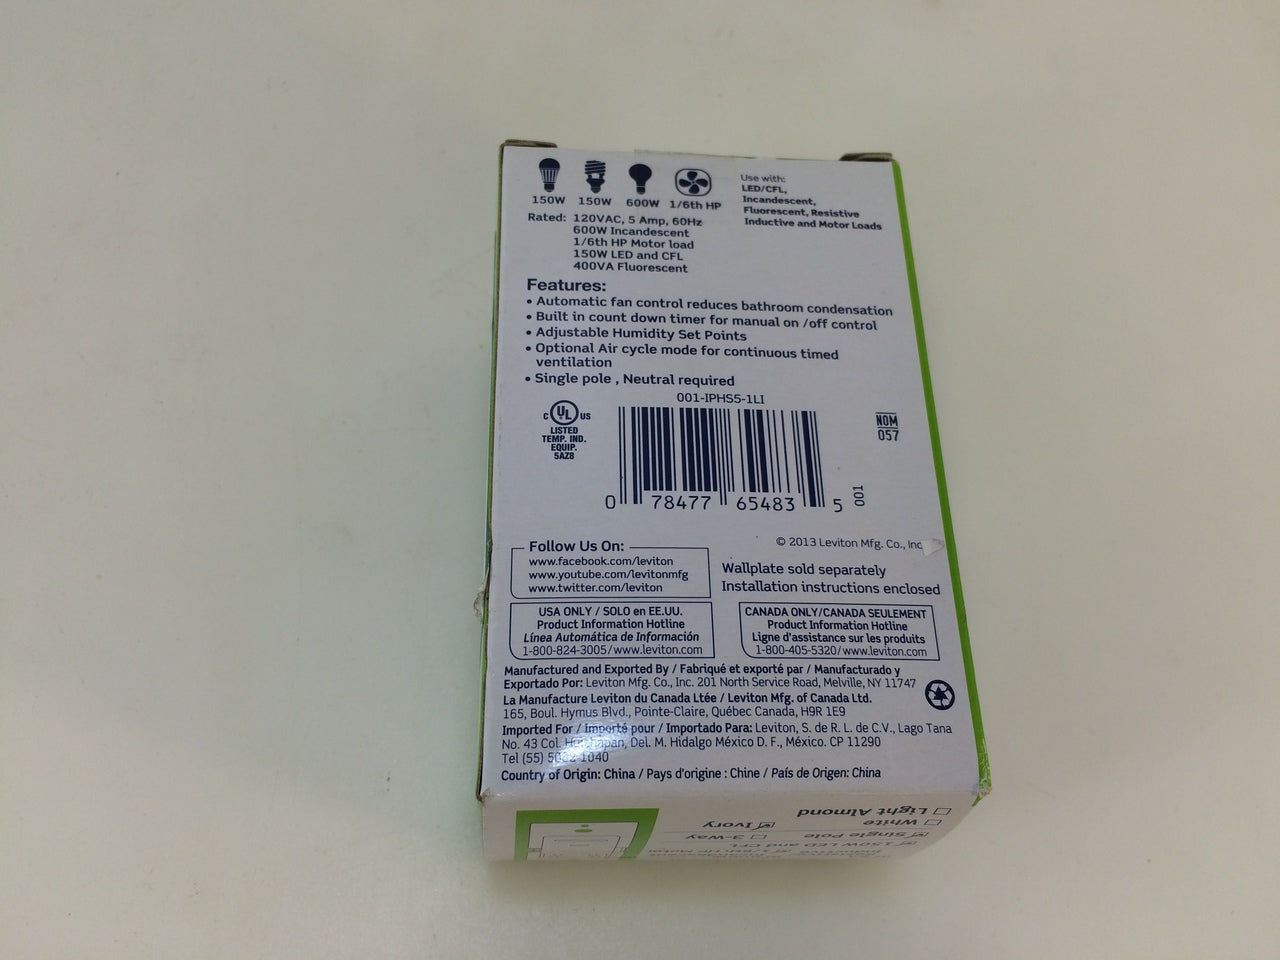 150W 150W 600W 1/6th HP
Use with:
LED/CFL,
Incandescent,
Fluorescent, Resistive
Inductive and Motor Loads
Rated: 120VAC, 5 Amp, 60Hz
600W Incandescent
1/6th HP Motor load
150W LED and CFL
400VA Fluorescent
Features:
• Automatic fan control reduces bathroom condensation
• Built in count down timer for manual on /off control
• Adjustable Humidity Set Points
• Optional Air cycle mode for continuous timed
ventilation
• Single pole , Neutral required
001-IPHS5-1LI
C UL US
LISTED
TEMP. IND.
EQUIP.
5AZ8
NOM
057
0 78477 65483 5
001
© 2013 Leviton Mfg. Co., Inc
Follow Us On:
www.facebook.com/leviton
www.youtube.com/levitonmfg
www.twitter.com/leviton
Wallplate sold separately
Installation instructions enclosed
USA ONLY / SOLO en EE.UU.
Product Information Hotline
Línea Automática de Información
1-800-824-3005/www.leviton.com
CANADA ONLY/CANADA SEULEMENT
Product Information Hotline
Ligne d'assistance sur les produits
1-800-405-5320/www.leviton.com
Manufactured and Exported By / Fabriqué et exporté par / Manufacturado y
Exportado Por: Leviton Mfg. Co., Inc. 201 North Service Road, Melville, NY 11747
La Manufacture Leviton du Canada Ltée / Leviton Mfg. of Canada Ltd.
165, Boul. Hymus Blvd., Pointe-Claire, Québec Canada, H9R 1E9
Imported For / Importé pour / Importado Para: Leviton, S. de R. L. de C.V., Lago Tana
No. 43 Col. Del. M. Hidalgo México D. F., México. CP 11290
Tel (55) 1040
Country of Origin: China / Pays d'origine : Chine / País de Origen: China
Light Almond
White
Ivory
Single Pole
3-Way
150W LED and CFL